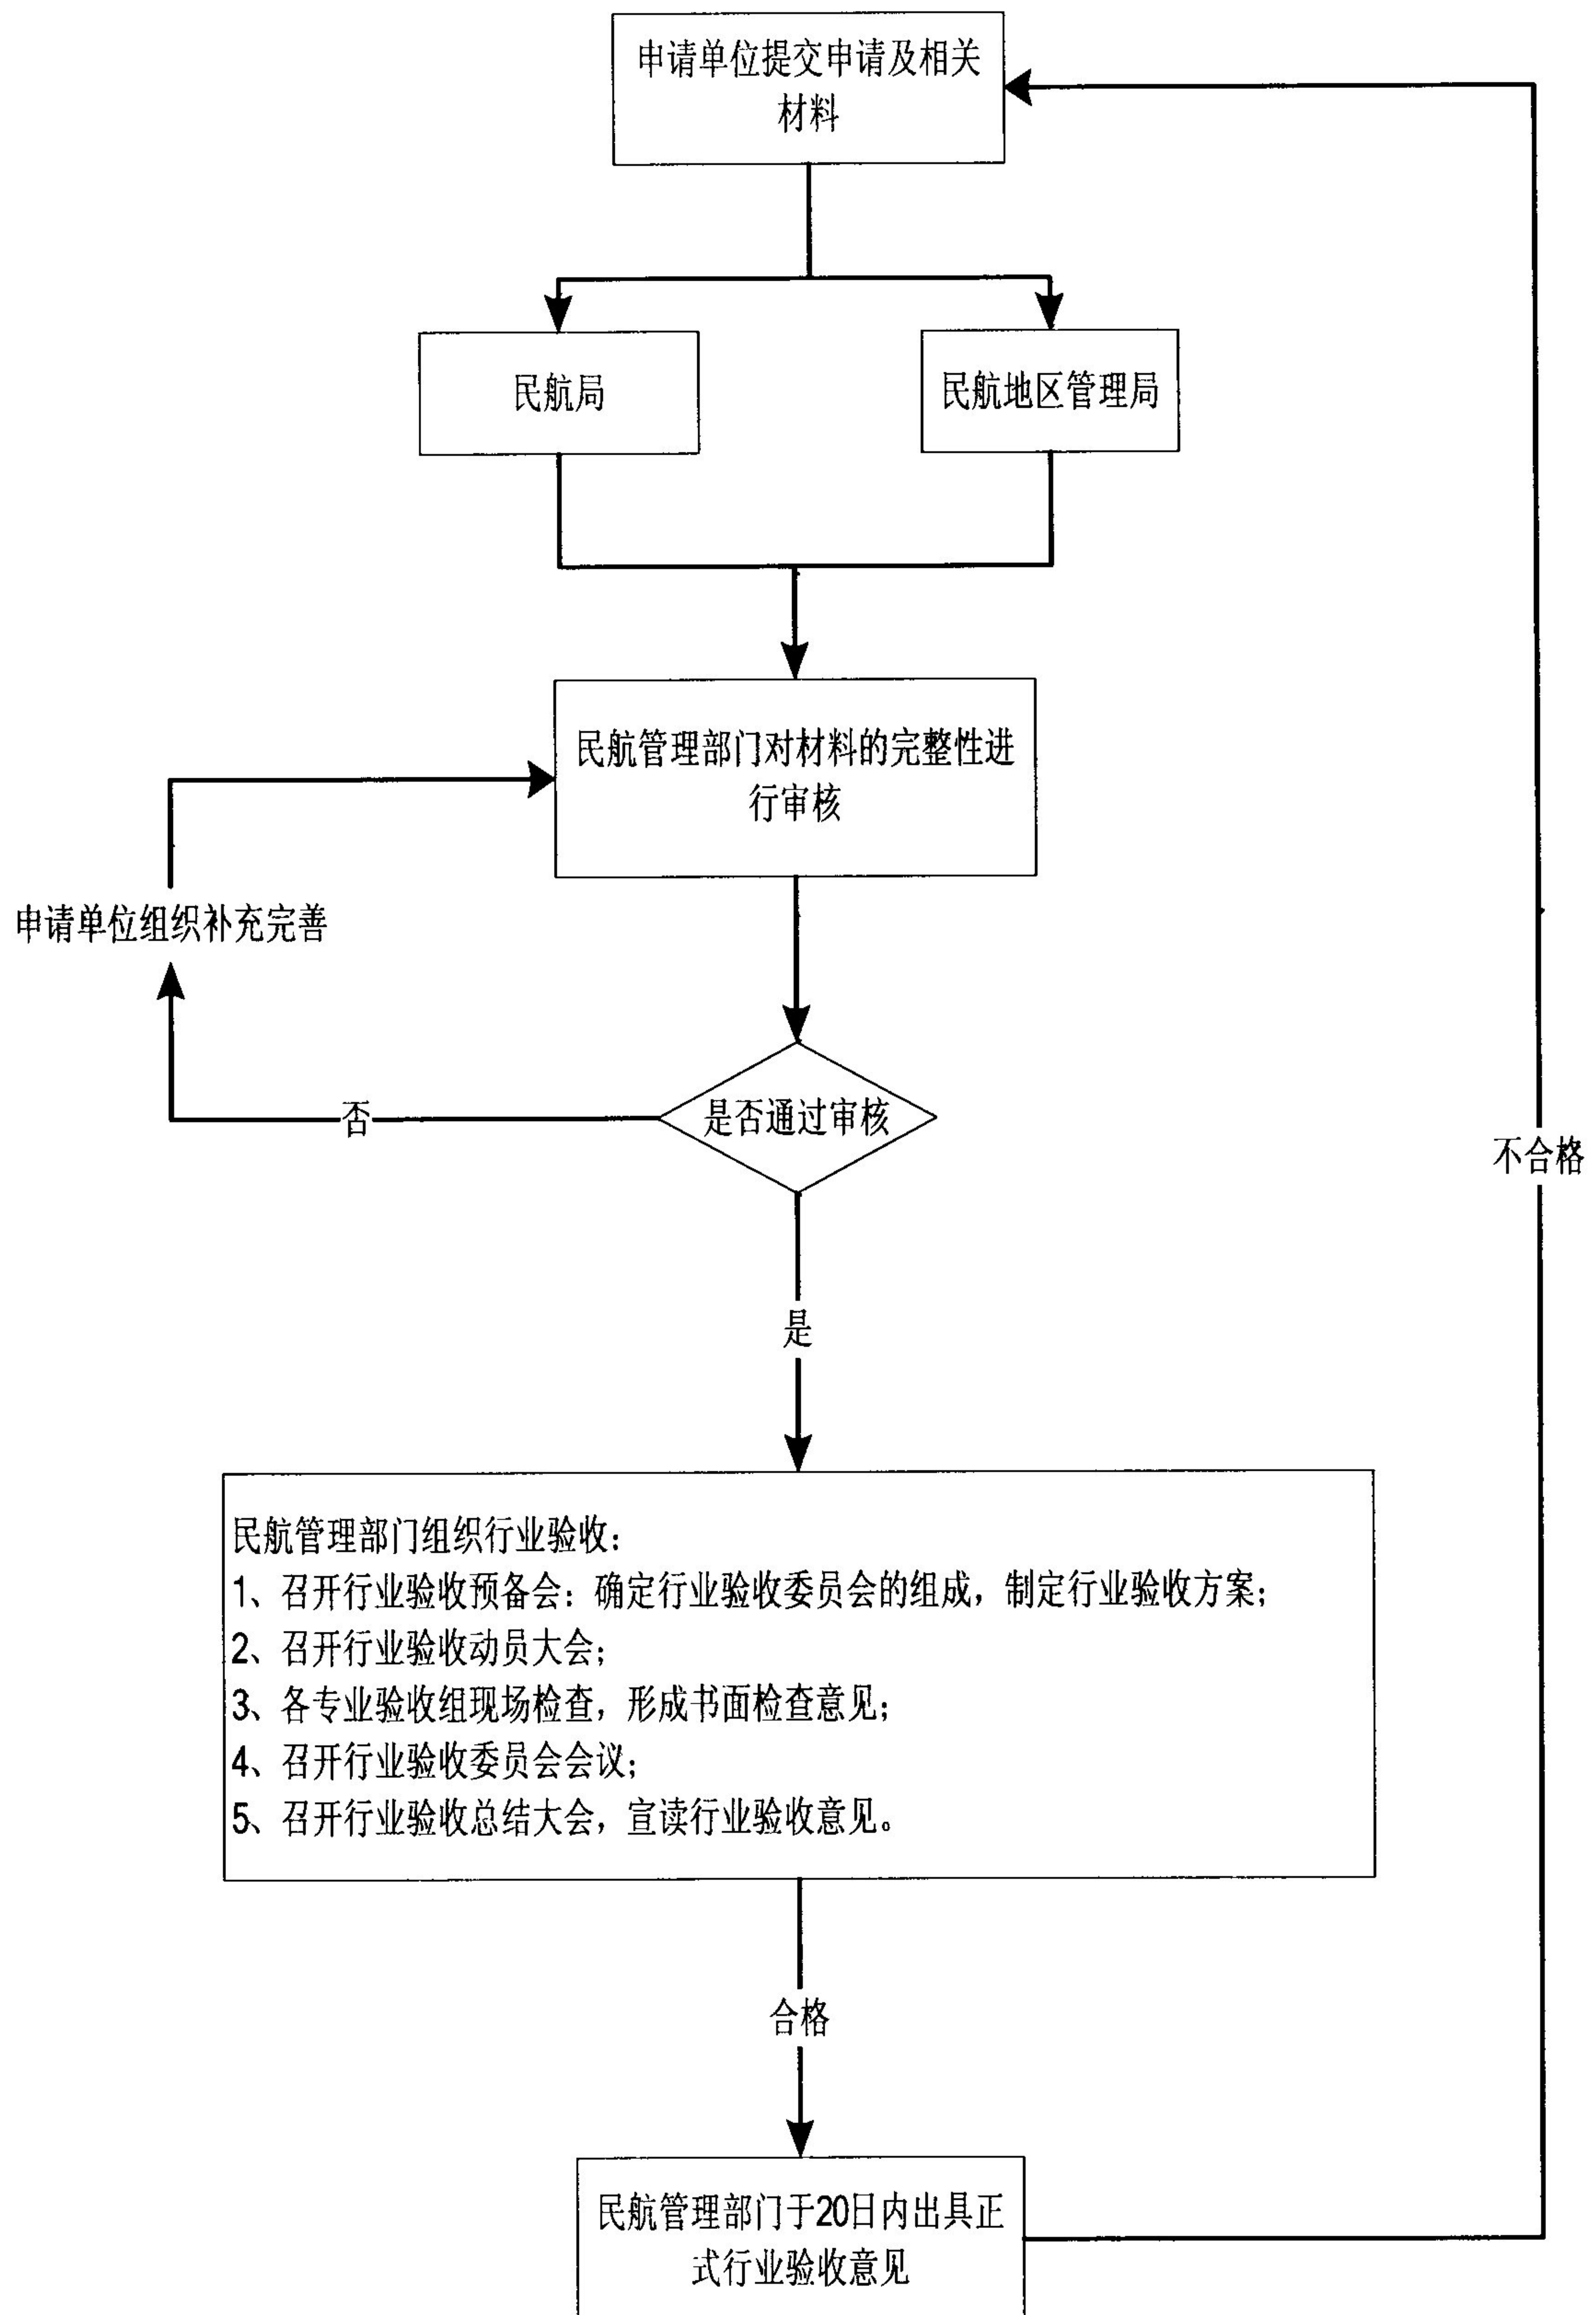 申请单位提交申请及相关
材料
民航局
民航地区管理局
民航管理部门对材料的完整性进
行审核
申请单位组织补充完善
是否通过审核
否
不合格
是
民航管理部门组织行业验收：
1、召开行业验收预备会：确定行业验收委员会的组成，制定行业验收方案；
2、召开行业验收动员大会；
3、各专业验收组现场检查，形成书面检查意见；
4、召开行业验收委员会会议；
5、召开行业验收总结大会，宣读行业验收意见。
合格
民航管理部门于20日内出具正
式行业验收意见